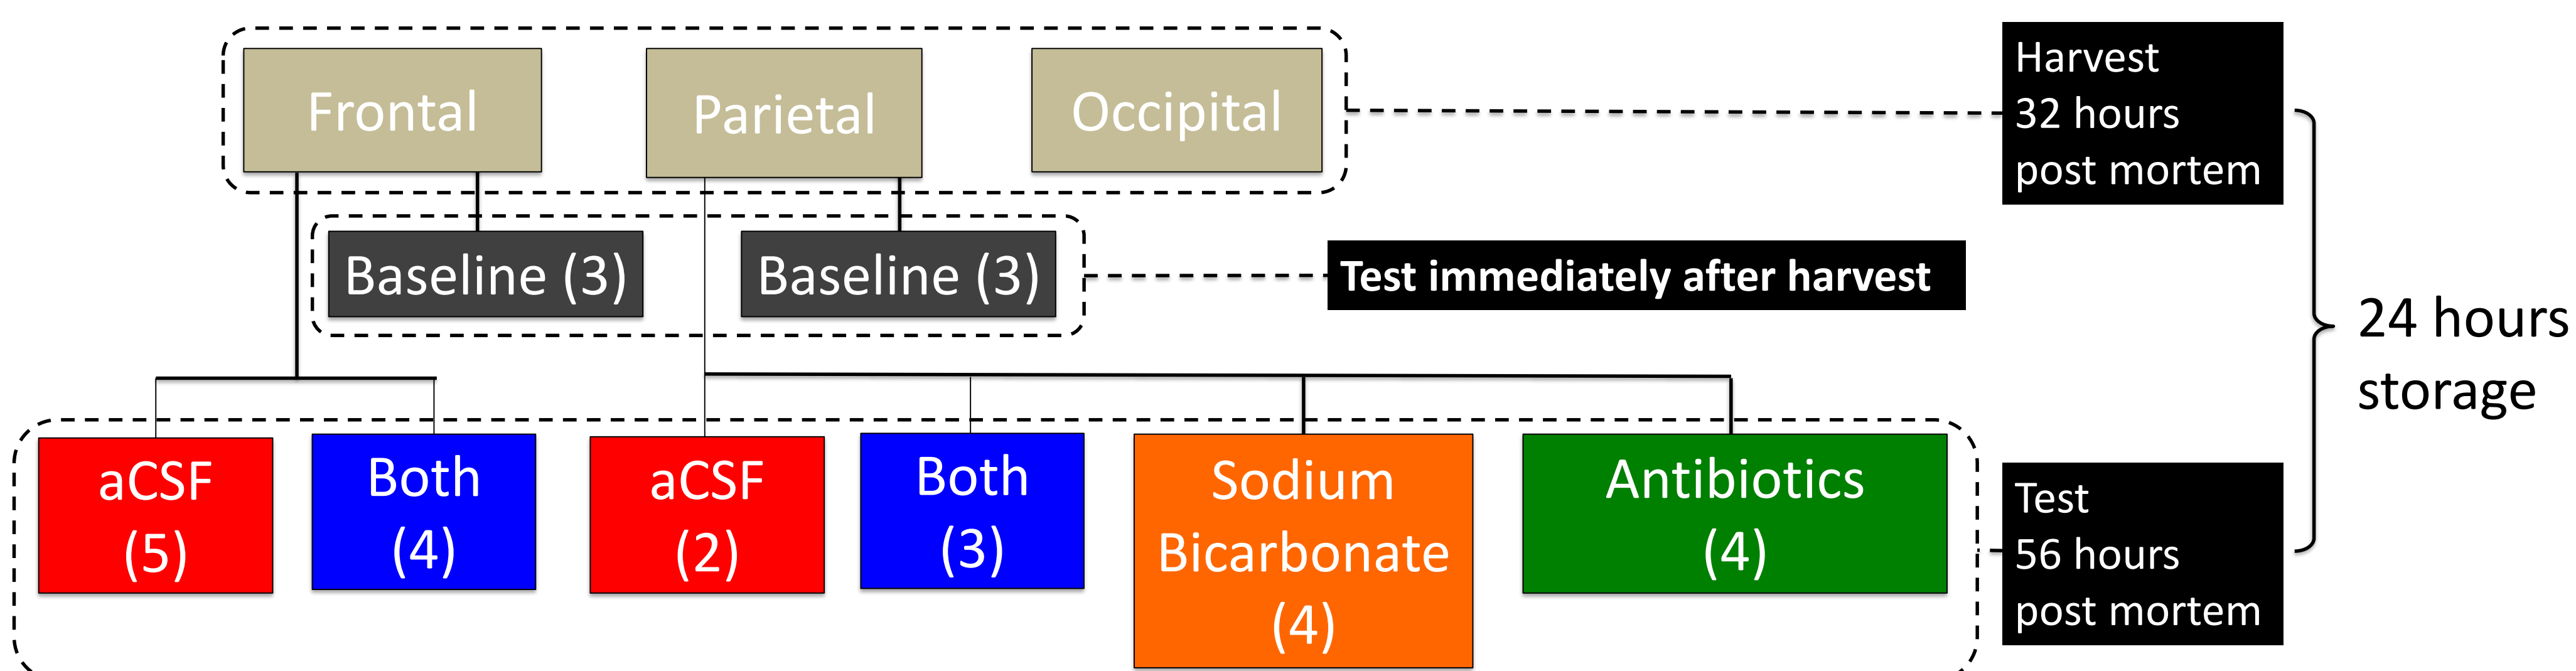 Frontal
Parietal
Occipital
Harvest
32 hours
post mortem
Baseline (3)
Baseline (3)
Test immediately after harvest
24 hours
storage
aCSF
(5)
Both
(4)
aCSF
(2)
Both
(3)
Sodium
Bicarbonate
(4)
Antibiotics
(4)
Test
56 hours
post mortem